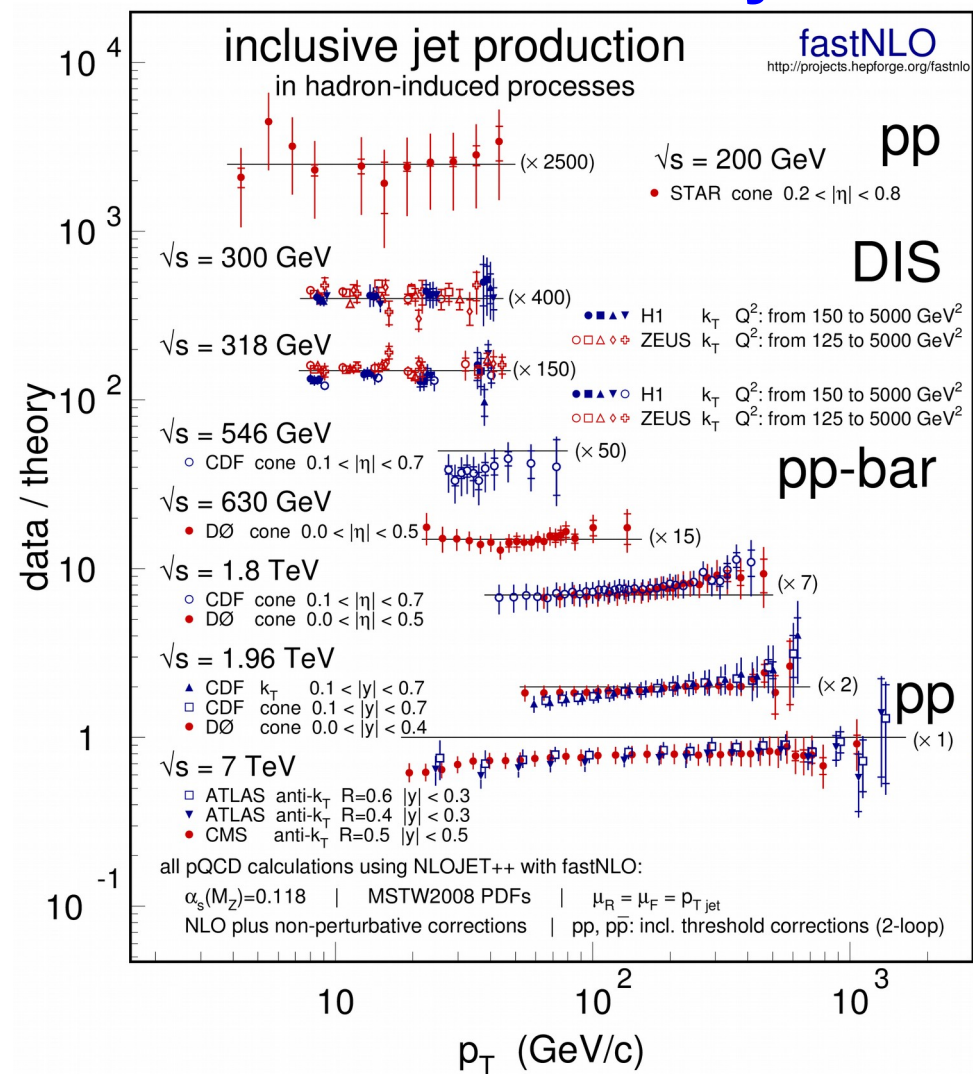 inclusive jet production
in hadron-induced processes
fastNLO
http://projects.hepforge.org/fastnlo
pp
√s = 200 GeV
● STAR cone 0.2 < |η| < 0.8
(× 2500)
DIS
√s = 300 GeV
(× 400)
●■▲▼ H1 k_T Q²: from 150 to 5000 GeV²
○□△◇✚ ZEUS k_T Q²: from 125 to 5000 GeV²
√s = 318 GeV
(× 150)
●■▲▼○ H1 k_T Q²: from 150 to 5000 GeV²
○□△◇✚ ZEUS k_T Q²: from 125 to 5000 GeV²
pp-bar
√s = 546 GeV
○ CDF cone 0.1 < |η| < 0.7
(× 50)
√s = 630 GeV
● DØ cone 0.0 < |η| < 0.5
(× 15)
√s = 1.8 TeV
○ CDF cone 0.1 < |η| < 0.7
● DØ cone 0.0 < |η| < 0.5
(× 7)
√s = 1.96 TeV
▲ CDF k_T 0.1 < |y| < 0.7
□ CDF cone 0.1 < |y| < 0.7
● DØ cone 0.0 < |y| < 0.4
(× 2)
pp
(× 1)
√s = 7 TeV
□ ATLAS anti-k_T R=0.6 |y| < 0.3
▼ ATLAS anti-k_T R=0.4 |y| < 0.3
● CMS anti-k_T R=0.5 |y| < 0.5
all pQCD calculations using NLOJET++ with fastNLO:
α_s(M_Z)=0.118 | MSTW2008 PDFs | μ_R = μ_F = p_T jet
NLO plus non-perturbative corrections | pp, pp̅: incl. threshold corrections (2-loop)
data / theory
10⁴
10³
10²
10
1
10⁻¹
10
10²
10³
p_T (GeV/c)